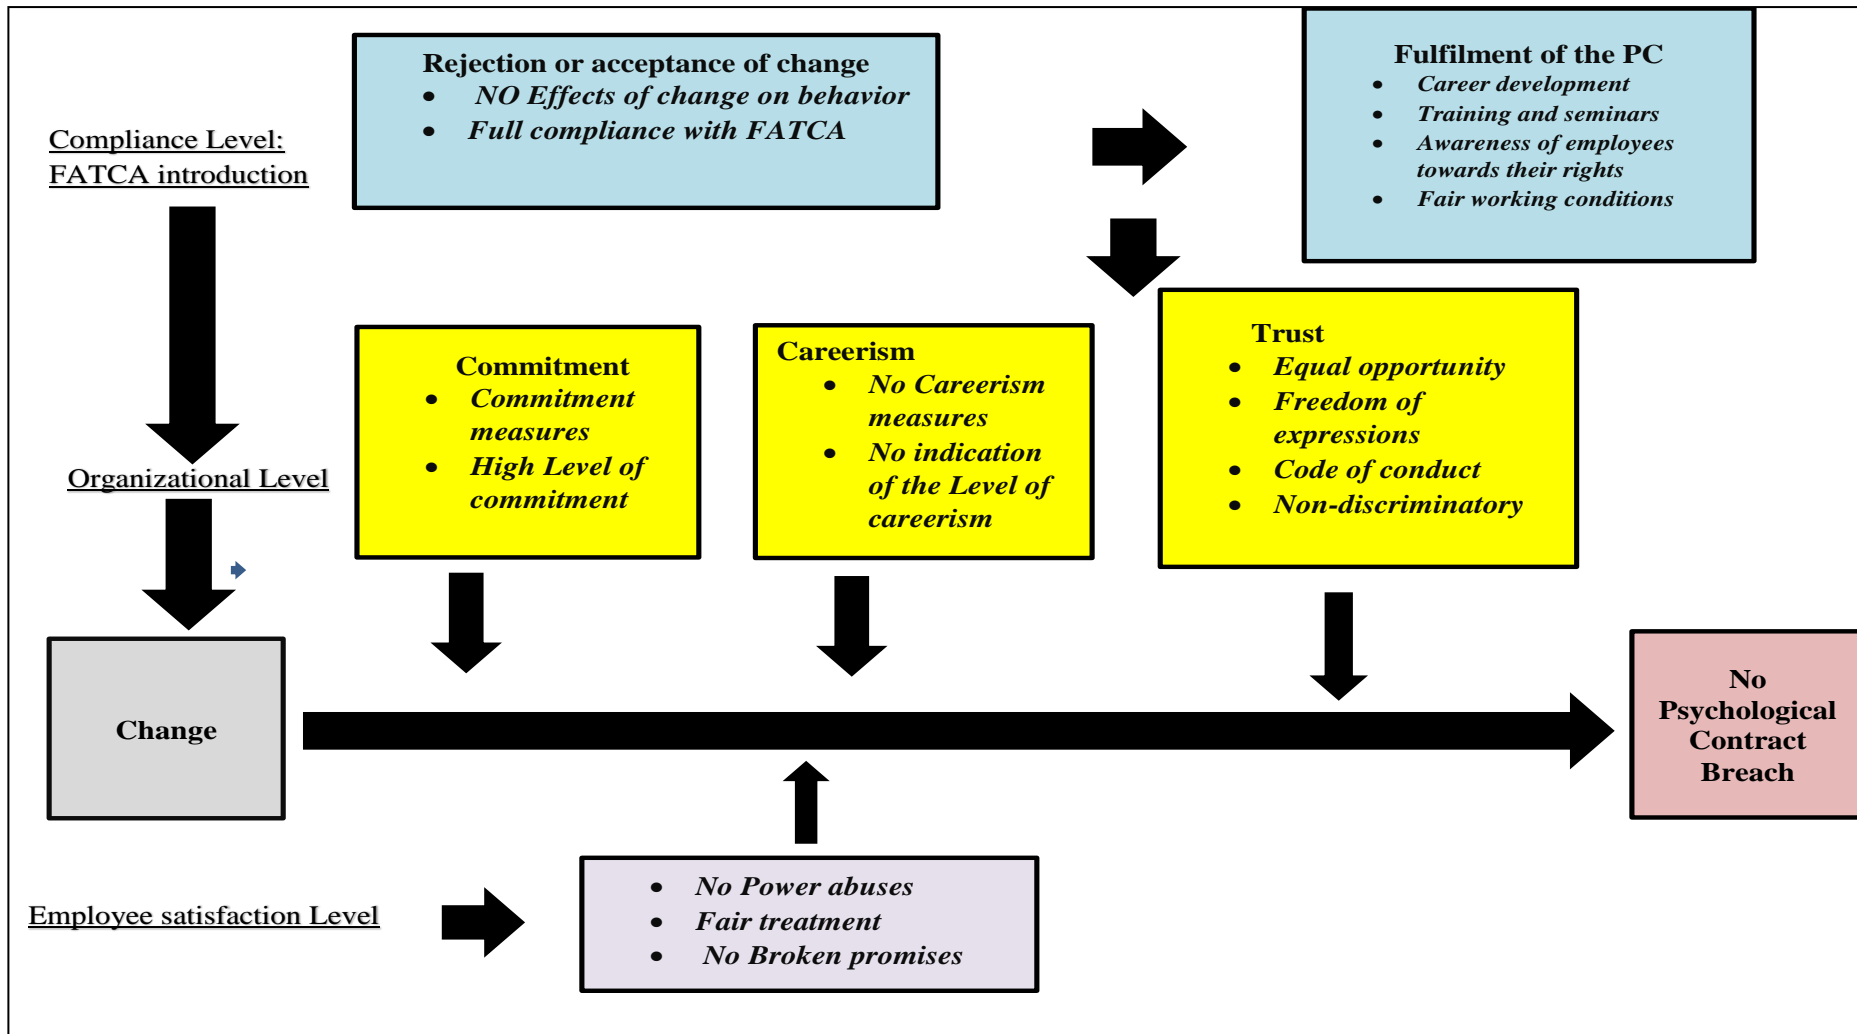 Rejection or acceptance of change
• NO Effects of change on behavior
• Full compliance with FATCA
Fulfilment of the PC
• Career development
• Training and seminars
• Awareness of employees
towards their rights
• Fair working conditions
Compliance Level:
FATCA introduction
Commitment
• Commitment
measures
• High Level of
commitment
Careerism
• No Careerism
measures
• No indication
of the Level of
careerism
Trust
• Equal opportunity
• Freedom of
expressions
• Code of conduct
• Non-discriminatory
Organizational Level
Change
No
Psychological
Contract
Breach
Employee satisfaction Level
• No Power abuses
• Fair treatment
• No Broken promises